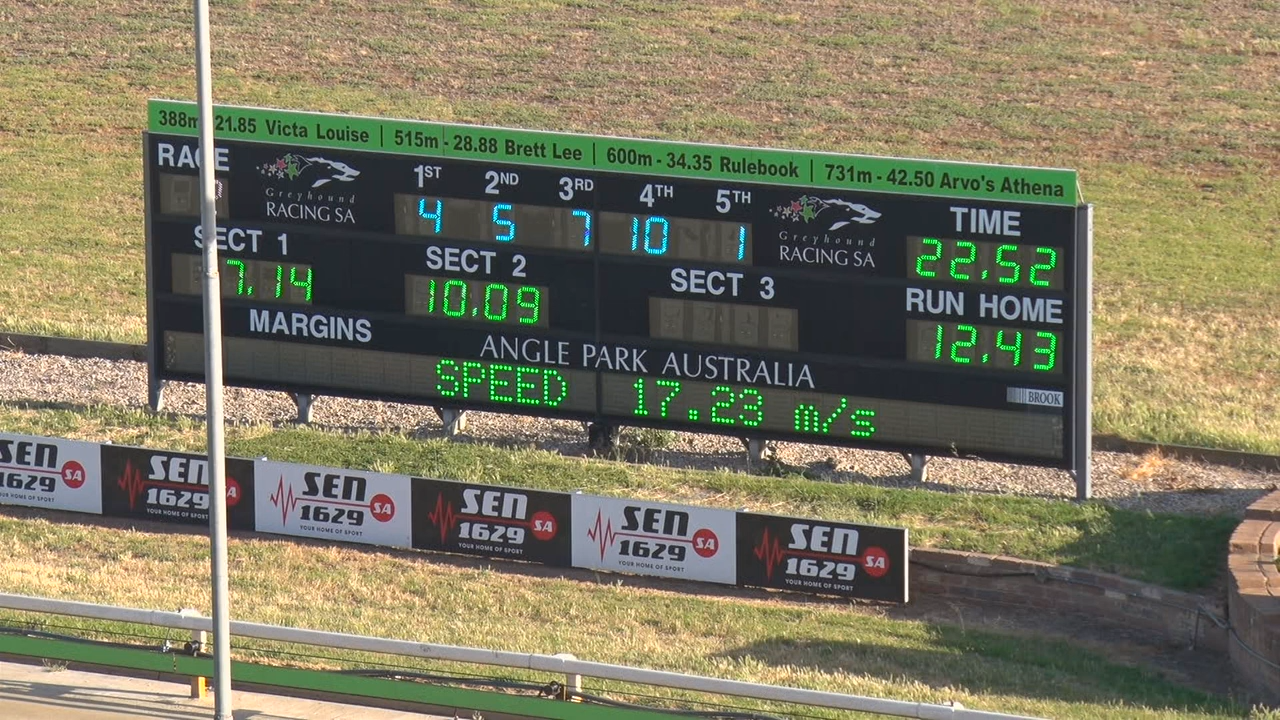 388m - 21.85 Victa Louise | 515m - 28.88 Brett Lee | 600m - 34.35 Rulebook | 731m - 42.50 Arvo's Athena
RACE
Greyhound
RACING SA
1ST 2ND 3RD 4TH 5TH
4 5 7 10 1
Greyhound
RACING SA
TIME
22.52
SECT 1
7.14
SECT 2
10.09
SECT 3
RUN HOME
12.43
MARGINS
ANGLE PARK AUSTRALIA
SPEED 17.23 m/s
BROOK
SEN SA
1629
YOUR HOME OF SPORT
SEN
1629
YOUR HOME OF SPORT
SEN SA
1629
YOUR HOME OF SPORT
SEN SA
1629
YOUR HOME OF SPORT
SEN SA
1629
YOUR HOME OF SPORT
SEN SA
1629
YOUR HOME OF SPORT